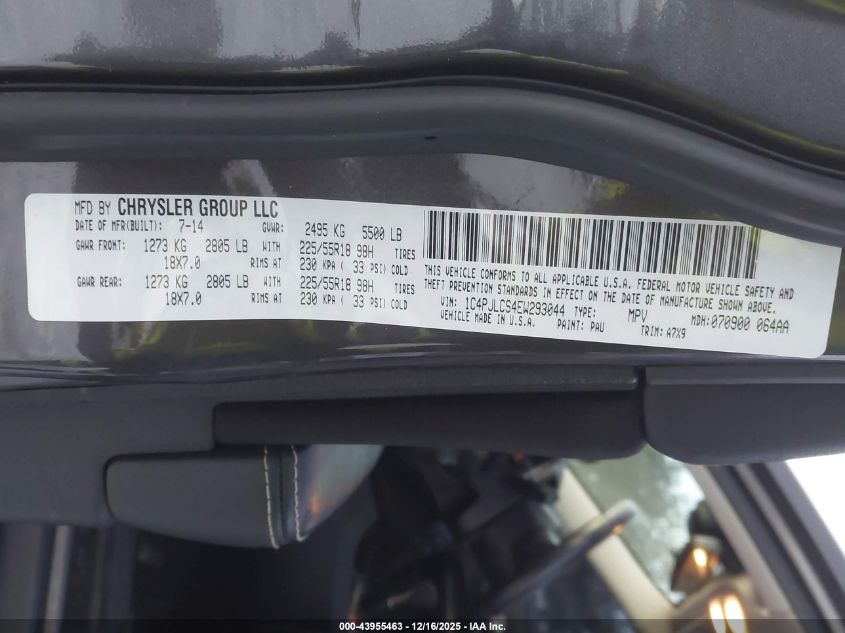 MFD BY CHRYSLER GROUP LLC
DATE OF MFR(BUILT): 7-14 GVWR: 2495 KG 5500 LB
GAWR FRONT: 1273 KG 2805 LB WITH 225/55R18 98H TIRES
18X7.0 RIMS AT 230 KPA ( 33 PSI) COLD
GAWR REAR: 1273 KG 2805 LB WITH 225/55R18 98H TIRES
18X7.0 RIMS AT 230 KPA ( 33 PSI) COLD
THIS VEHICLE CONFORMS TO ALL APPLICABLE U.S.A. FEDERAL MOTOR VEHICLE SAFETY AND
THEFT PREVENTION STANDARDS IN EFFECT ON THE DATE OF MANUFACTURE SHOWN ABOVE.
VIN: 1C4PJLCS4EW293044 TYPE: MPV MDH: 070900 064AA
VEHICLE MADE IN U.S.A. PAINT: PAU TRIM: A7X9
000-43955463 - 12/16/2025 - © IAA Inc.